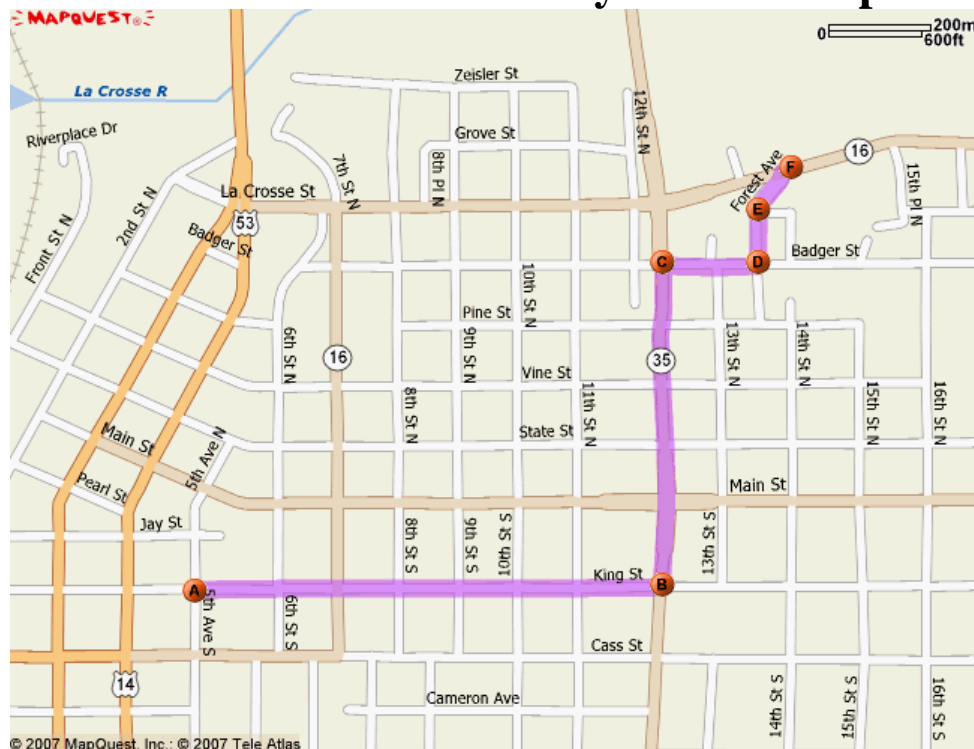 MAPQUEST
200m
0
600ft
La Crosse R
Zeisler St
12th St N
Riverplace Dr
Grove St
8th Pl N
7th St N
Forest Ave
F
16
15th Pl N
La Crosse St
2nd St N
Front St N
53
Badger St
E
Badger St
C
D
10th St N
Pine St
6th St N
9th St N
13th St N
14th St N
16
35
Vine St
8th St N
11th St N
15th St N
16th St N
State St
Main St
5th Ave N
Pearl St
Main St
Jay St
8th St S
9th St S
10th St S
13th St S
King St
A
B
5th Ave S
6th St S
Cass St
14
Cameron Ave
14th St S
15th St S
16th St S
© 2007 MapQuest, Inc.; © 2007 Tele Atlas